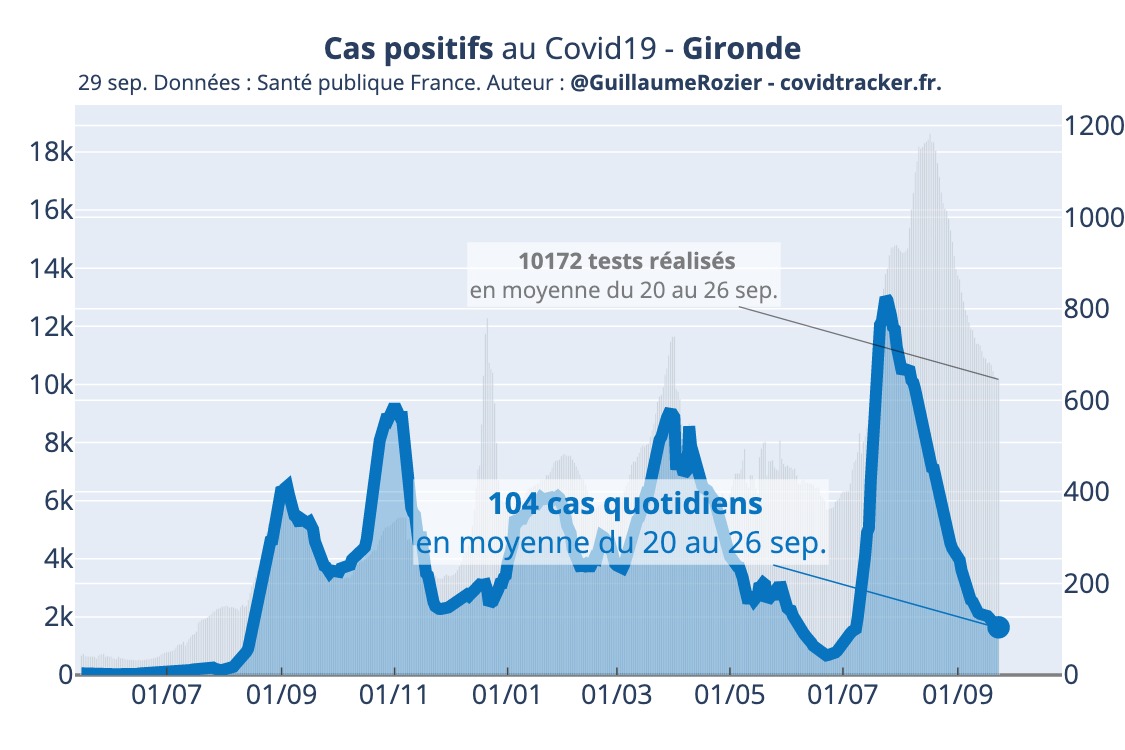 Cas positifs au Covid19 - Gironde
29 sep. Données : Santé publique France. Auteur : @GuillaumeRozier - covidtracker.fr.
18k
16k
14k
12k
10k
8k
6k
4k
2k
0
1200
1000
800
600
400
200
0
10172 tests réalisés
en moyenne du 20 au 26 sep.
104 cas quotidiens
en moyenne du 20 au 26 sep.
01/07 01/09 01/11 01/01 01/03 01/05 01/07 01/09